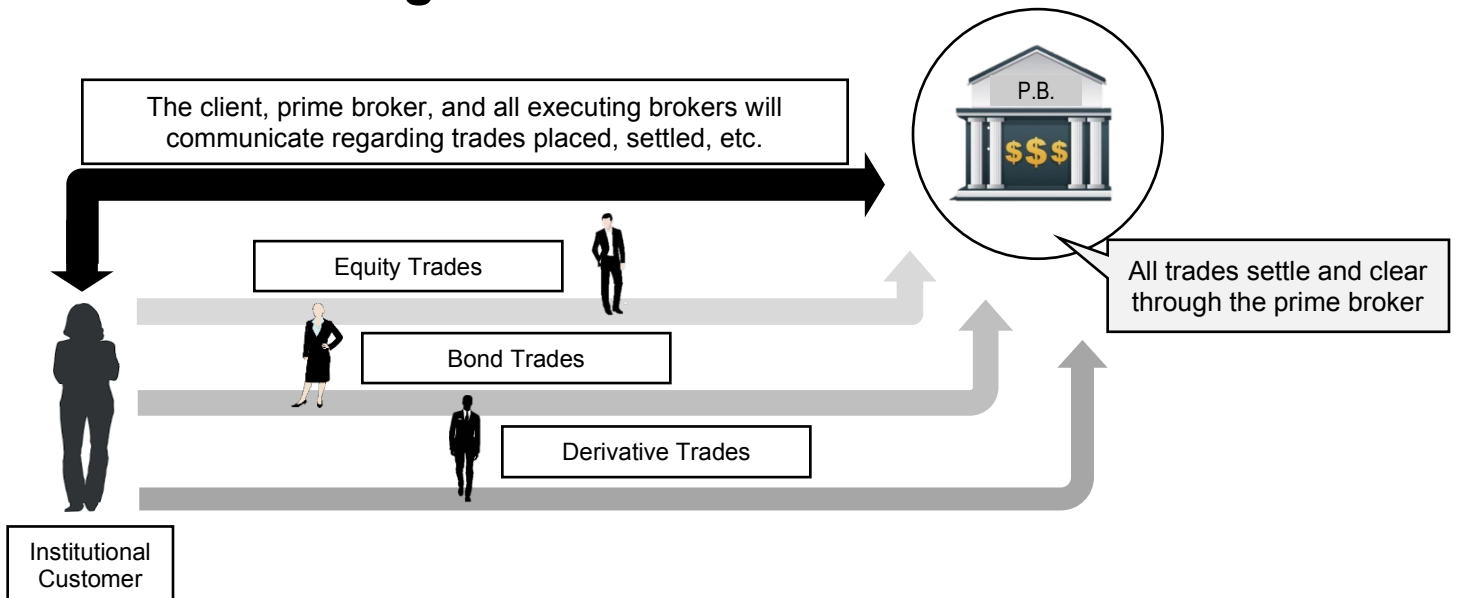 The client, prime broker, and all executing brokers will
communicate regarding trades placed, settled, etc.
P.B.
$$$
Equity Trades
All trades settle and clear
through the prime broker
Bond Trades
Derivative Trades
Institutional
Customer